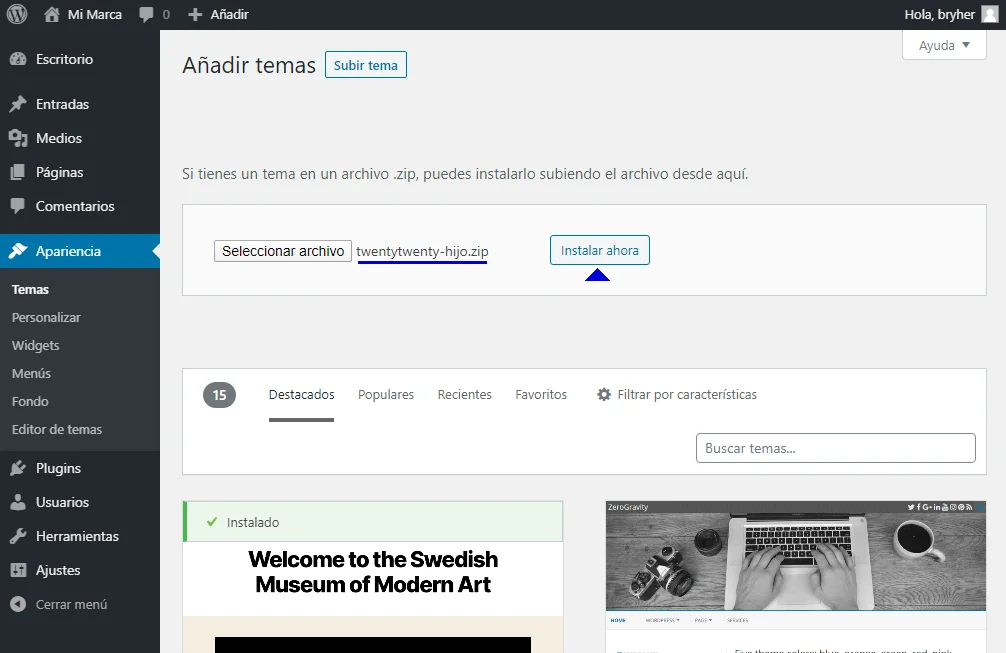 Mi Marca 0 Añadir Hola, bryher
Ayuda
Escritorio
Entradas
Medios
Páginas
Comentarios
Apariencia
Temas
Personalizar
Widgets
Menús
Fondo
Editor de temas
Plugins
Usuarios
Herramientas
Ajustes
Cerrar menú
Añadir temas Subir tema
Si tienes un tema en un archivo .zip, puedes instalarlo subiendo el archivo desde aquí.
Seleccionar archivo twentytwenty-hijo.zip Instalar ahora
15 Destacados Populares Recientes Favoritos Filtrar por características
Buscar temas...
Instalado
Welcome to the Swedish
Museum of Modern Art
ZeroGravity
HOME WORDPRESS PAGE SERVICES
Five theme colors: blue, orange, green, red, pink